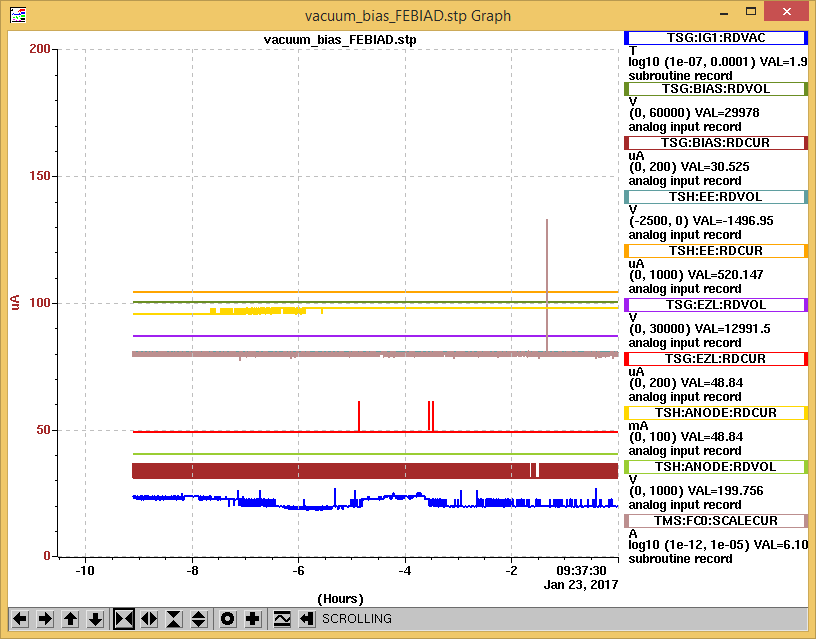 vacuum_bias_FEBIAD.stp Graph
vacuum_bias_FEBIAD.stp
200
150
100
50
0
uA
-10
-8
-6
-4
-2
09:37:30
Jan 23, 2017
(Hours)
TSG:IG1:RDVAC
T
log10 (1e-07, 0.0001) VAL=1.9
subroutine record
TSG:BIAS:RDVOL
V
(0, 60000) VAL=29978
analog input record
TSG:BIAS:RDCUR
uA
(0, 200) VAL=30.525
analog input record
TSH:EE:RDVOL
V
(-2500, 0) VAL=-1496.95
analog input record
TSH:EE:RDCUR
uA
(0, 1000) VAL=520.147
analog input record
TSG:EZL:RDVOL
V
(0, 30000) VAL=12991.5
analog input record
TSG:EZL:RDCUR
uA
(0, 200) VAL=48.84
analog input record
TSH:ANODE:RDCUR
mA
(0, 100) VAL=48.84
analog input record
TSH:ANODE:RDVOL
V
(0, 1000) VAL=199.756
analog input record
TMS:FC0:SCALECUR
A
log10 (1e-12, 1e-05) VAL=6.10
subroutine record
SCROLLING